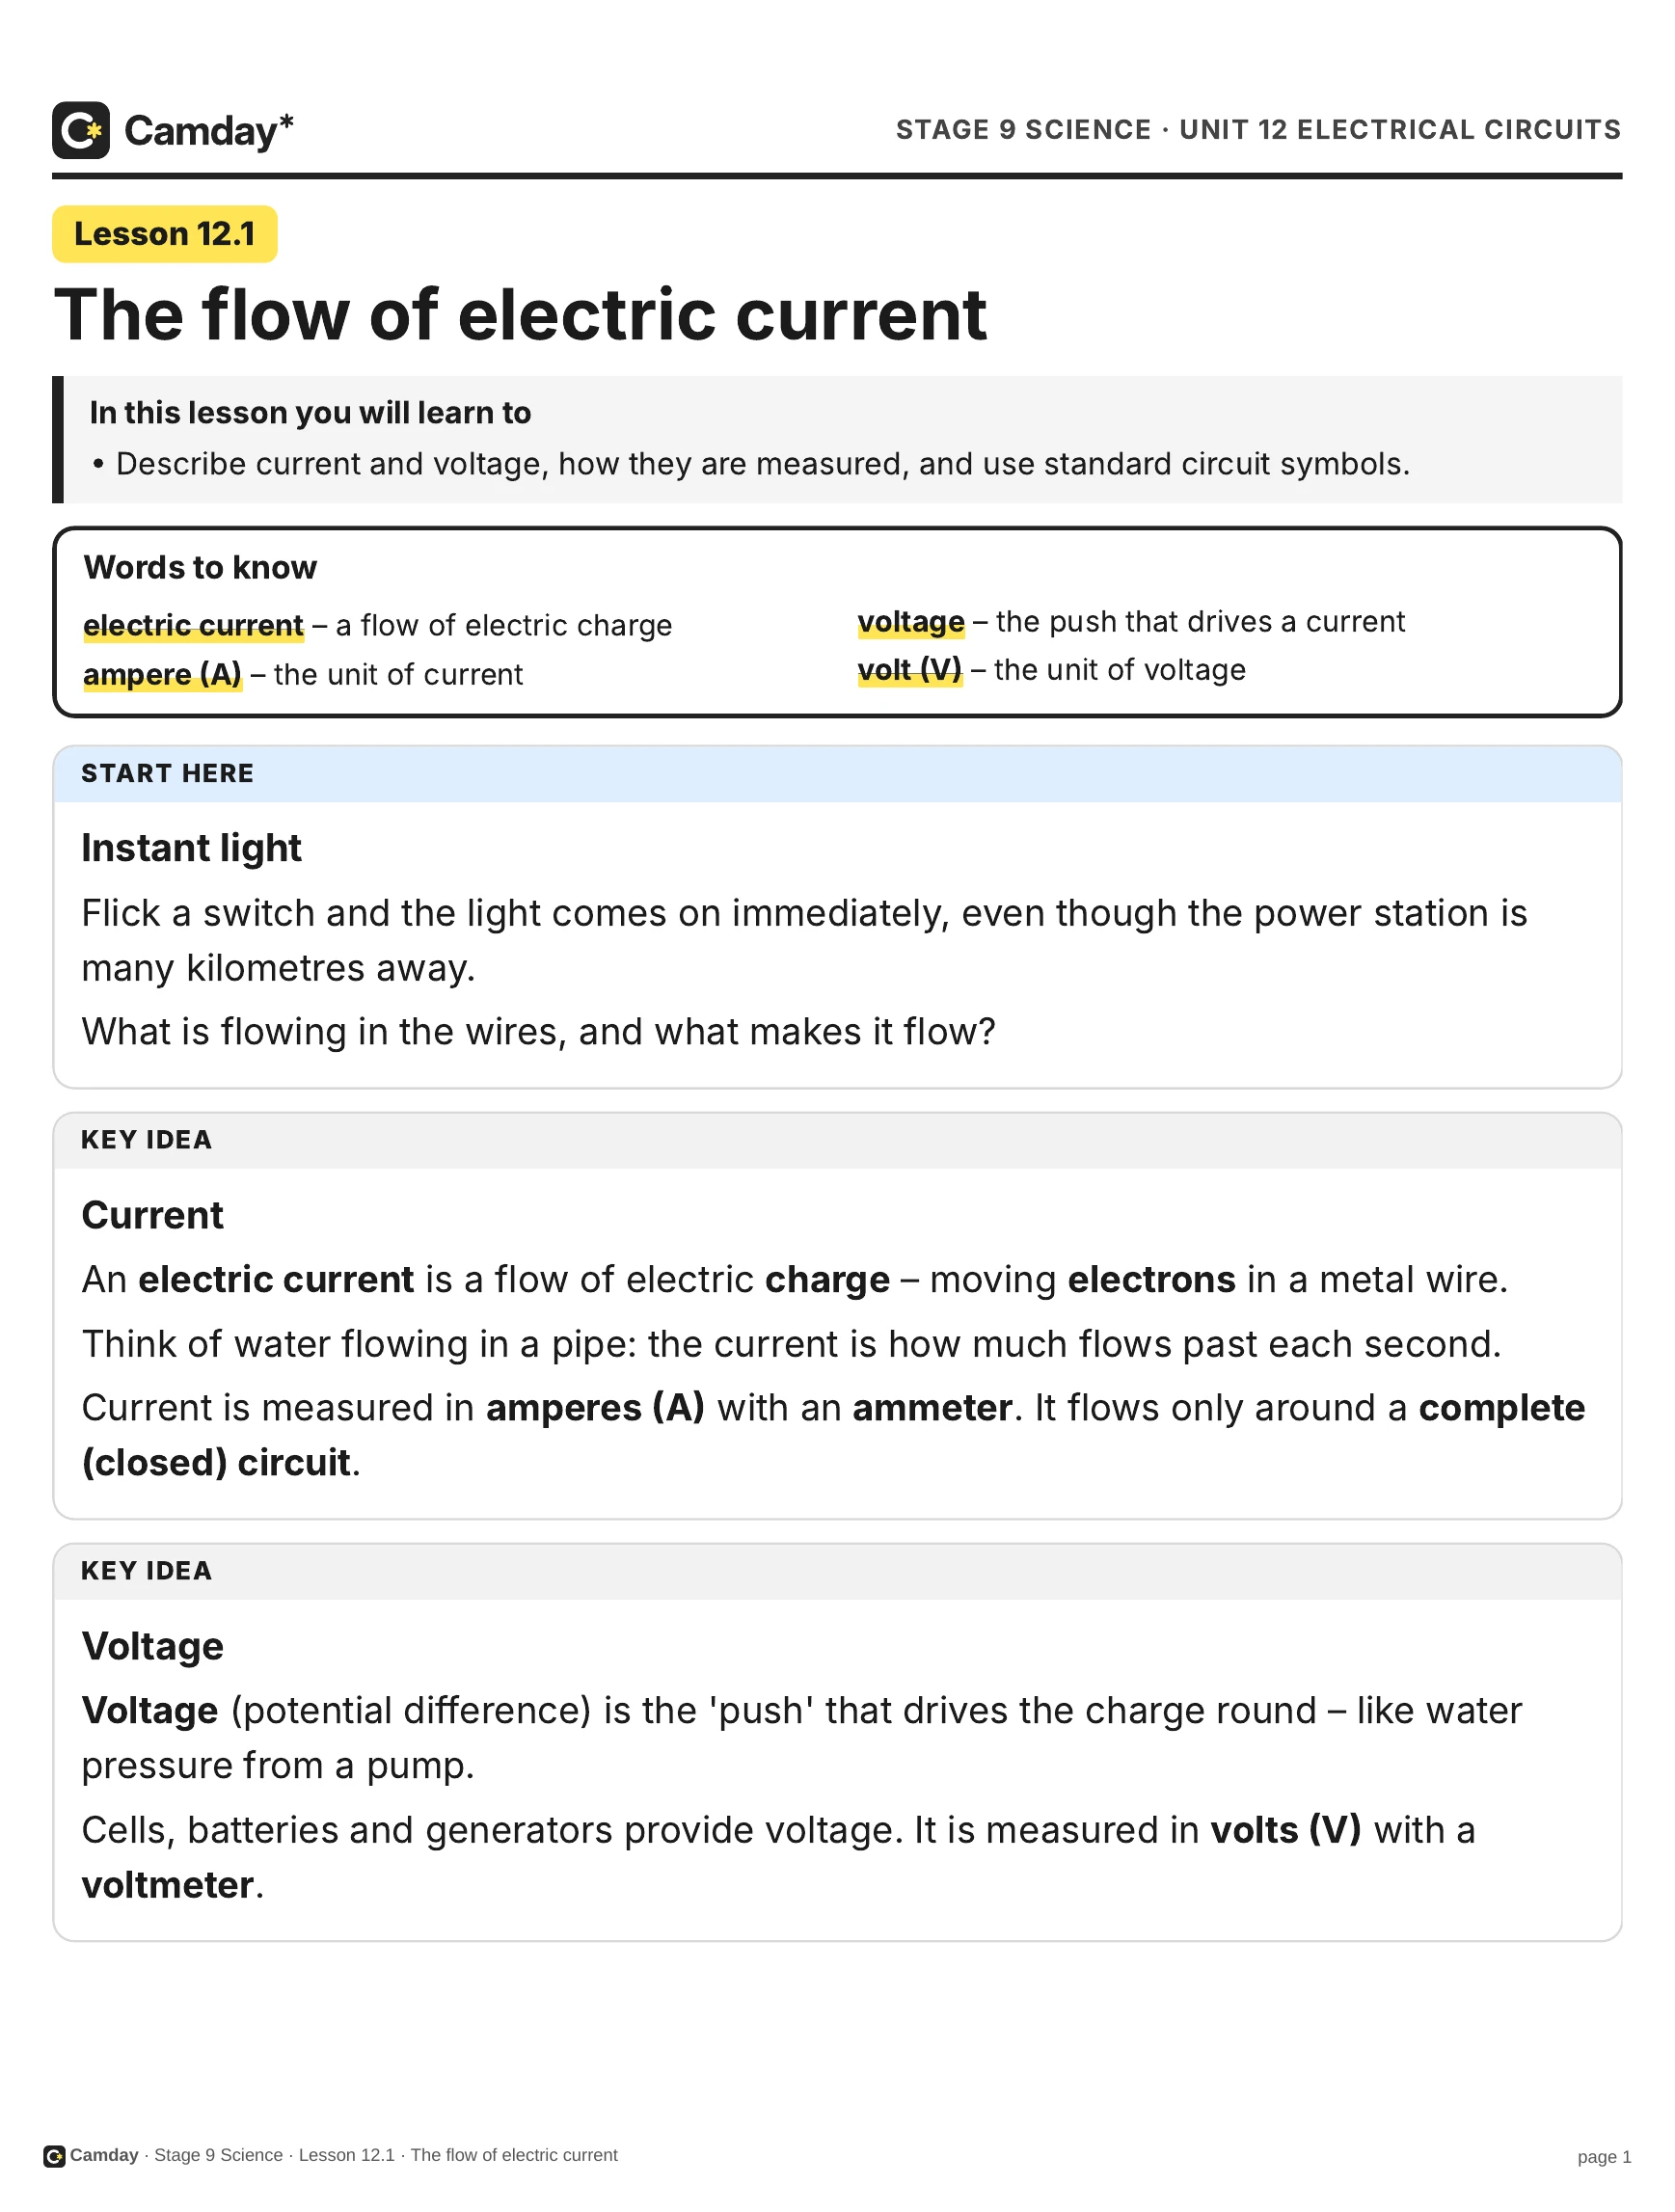 Camday*
STAGE 9 SCIENCE · UNIT 12 ELECTRICAL CIRCUITS
Lesson 12.1
The flow of electric current
In this lesson you will learn to
• Describe current and voltage, how they are measured, and use standard circuit symbols.
Words to know
electric current – a flow of electric charge
ampere (A) – the unit of current
voltage – the push that drives a current
volt (V) – the unit of voltage
START HERE
Instant light
Flick a switch and the light comes on immediately, even though the power station is
many kilometres away.
What is flowing in the wires, and what makes it flow?
KEY IDEA
Current
An electric current is a flow of electric charge – moving electrons in a metal wire.
Think of water flowing in a pipe: the current is how much flows past each second.
Current is measured in amperes (A) with an ammeter. It flows only around a complete
(closed) circuit.
KEY IDEA
Voltage
Voltage (potential difference) is the 'push' that drives the charge round – like water
pressure from a pump.
Cells, batteries and generators provide voltage. It is measured in volts (V) with a
voltmeter.
Camday · Stage 9 Science · Lesson 12.1 · The flow of electric current
page 1